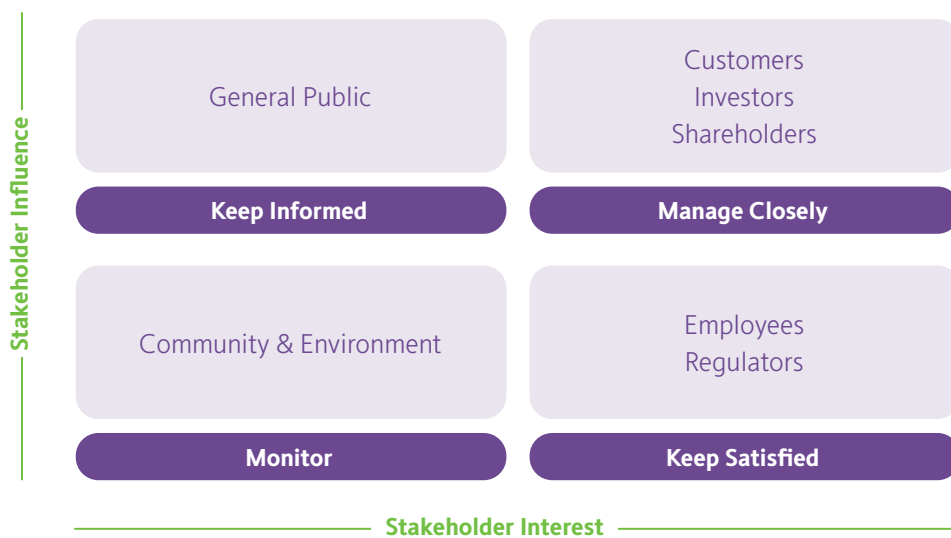 Stakeholder Influence
General Public
Keep Informed
Customers
Investors
Shareholders
Manage Closely
Community & Environment
Monitor
Employees
Regulators
Keep Satisfied
Stakeholder Interest